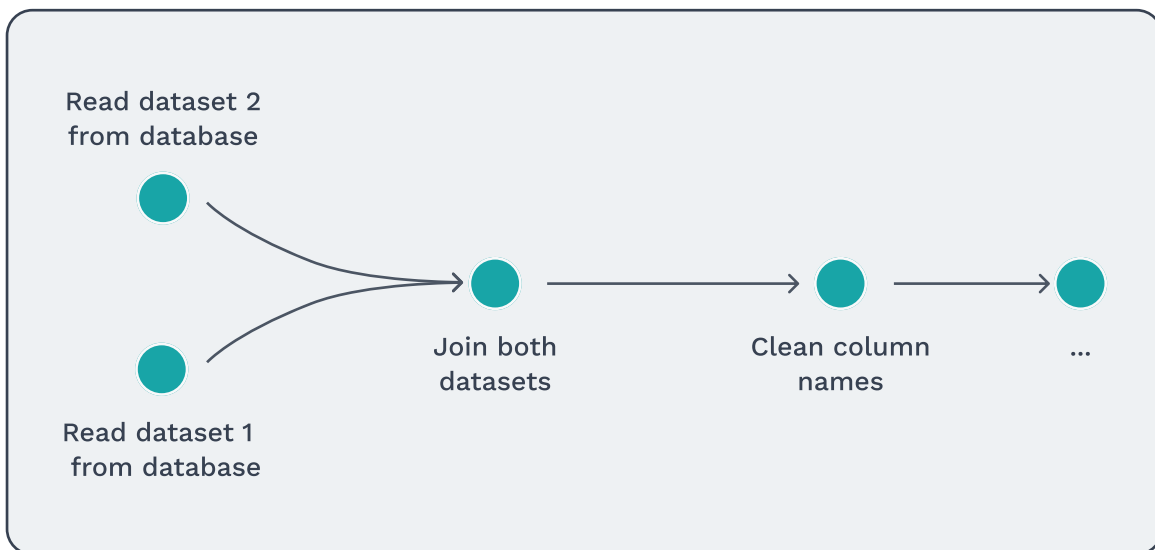 Read dataset 2
from database
Read dataset 1
from database
Join both
datasets
Clean column
names
...